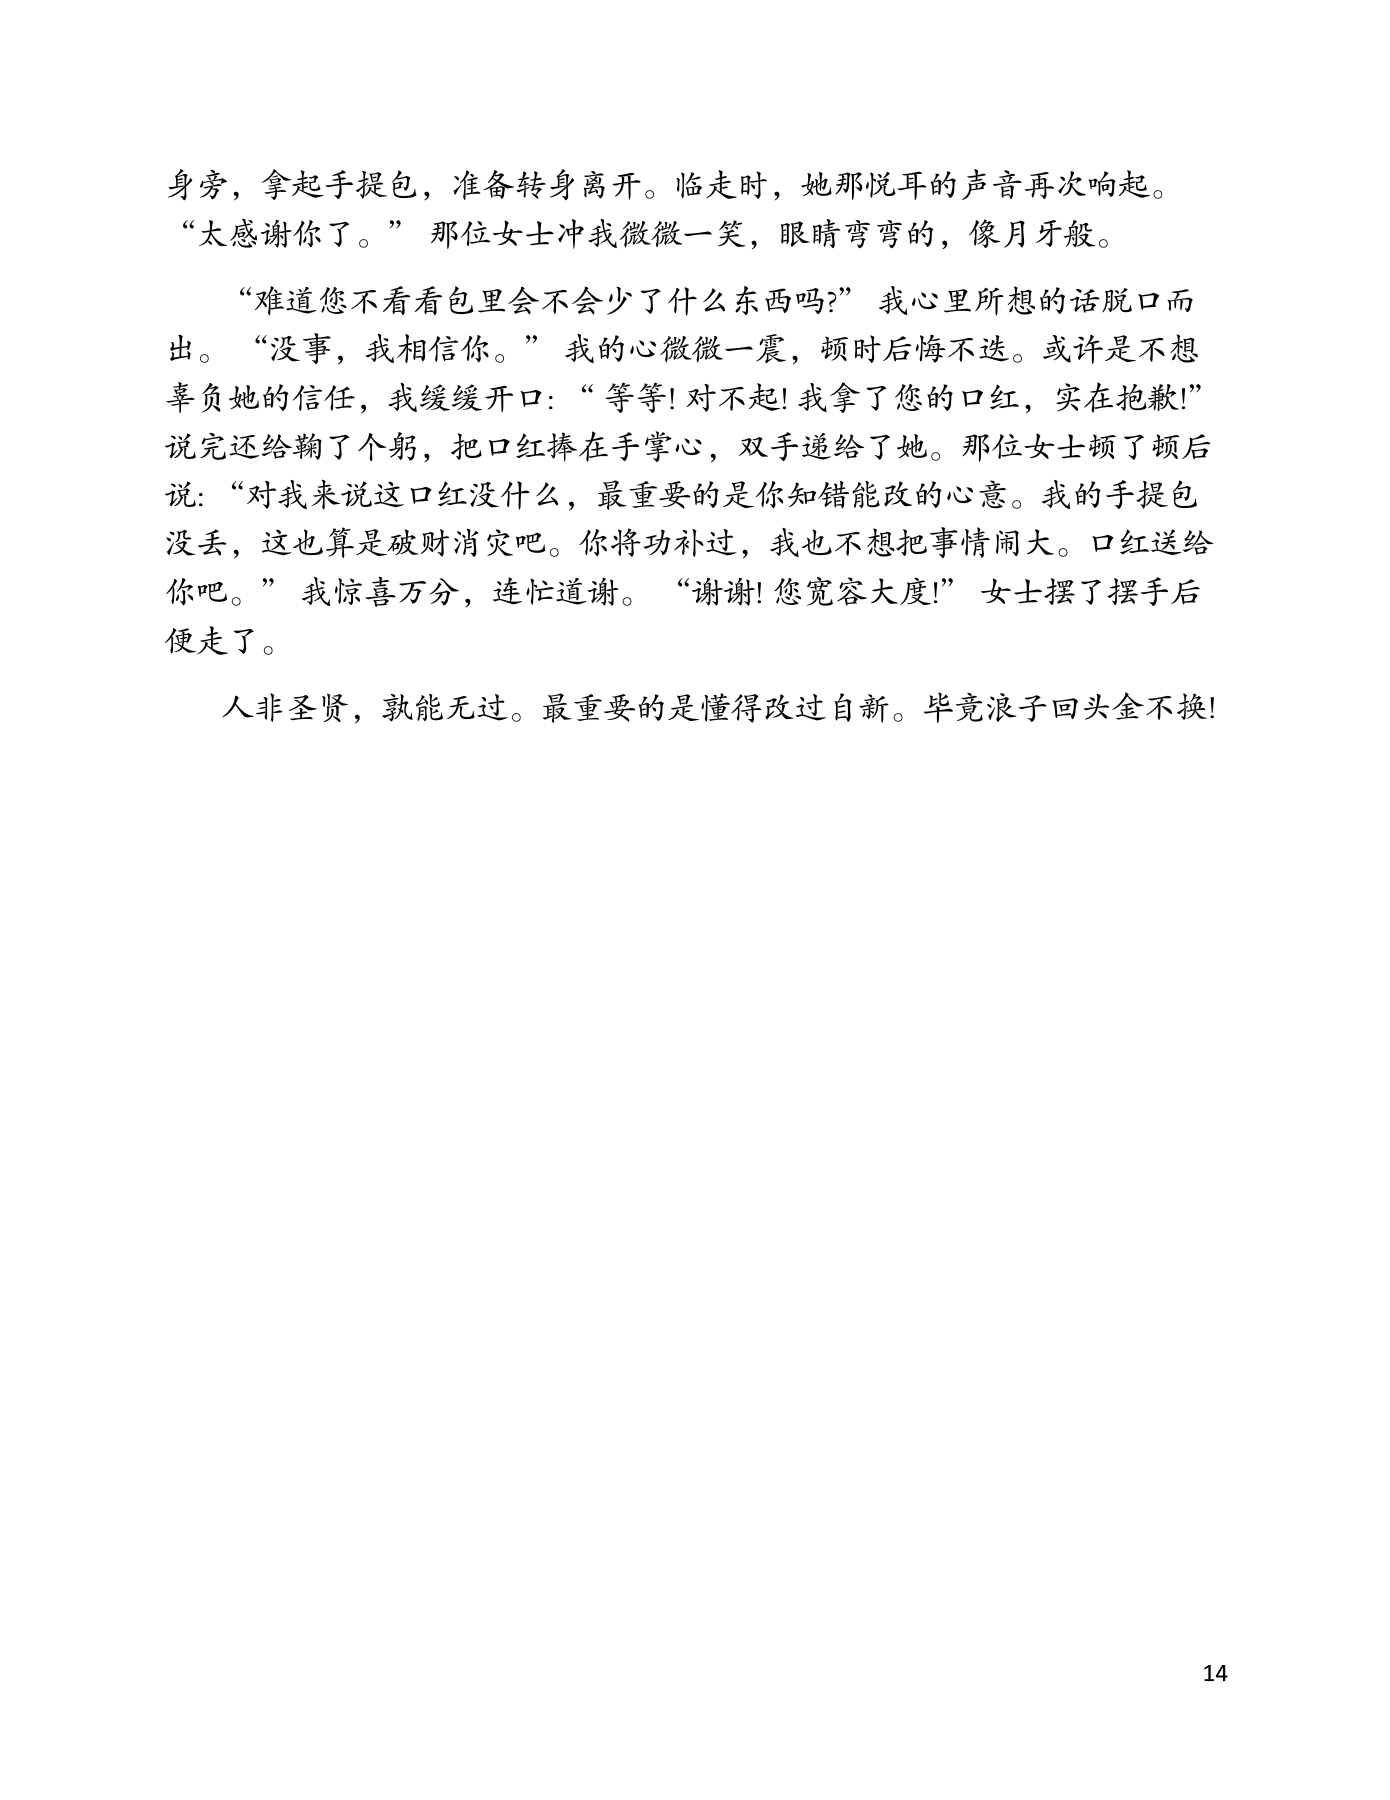 身旁，拿起手提包，准备转身离开。临走时，她那悦耳的声音再次响起。
“太感谢你了。” 那位女士冲我微微一笑，眼睛弯弯的，像月牙般。
“难道您不看看包里会不会少了什么东西吗?” 我心里所想的话脱口而
出。 “没事，我相信你。” 我的心微微一震，顿时后悔不迭。或许是不想
辜负她的信任，我缓缓开口: “ 等等! 对不起! 我拿了您的口红，实在抱歉!”
说完还给鞠了个躬，把口红捧在手掌心，双手递给了她。那位女士顿了顿后
说: “对我来说这口红没什么，最重要的是你知错能改的心意。我的手提包
没丢，这也算是破财消灾吧。你将功补过，我也不想把事情闹大。口红送给
你吧。” 我惊喜万分，连忙道谢。 “谢谢! 您宽容大度!” 女士摆了摆手后
便走了。
人非圣贤，孰能无过。最重要的是懂得改过自新。毕竟浪子回头金不换!
14